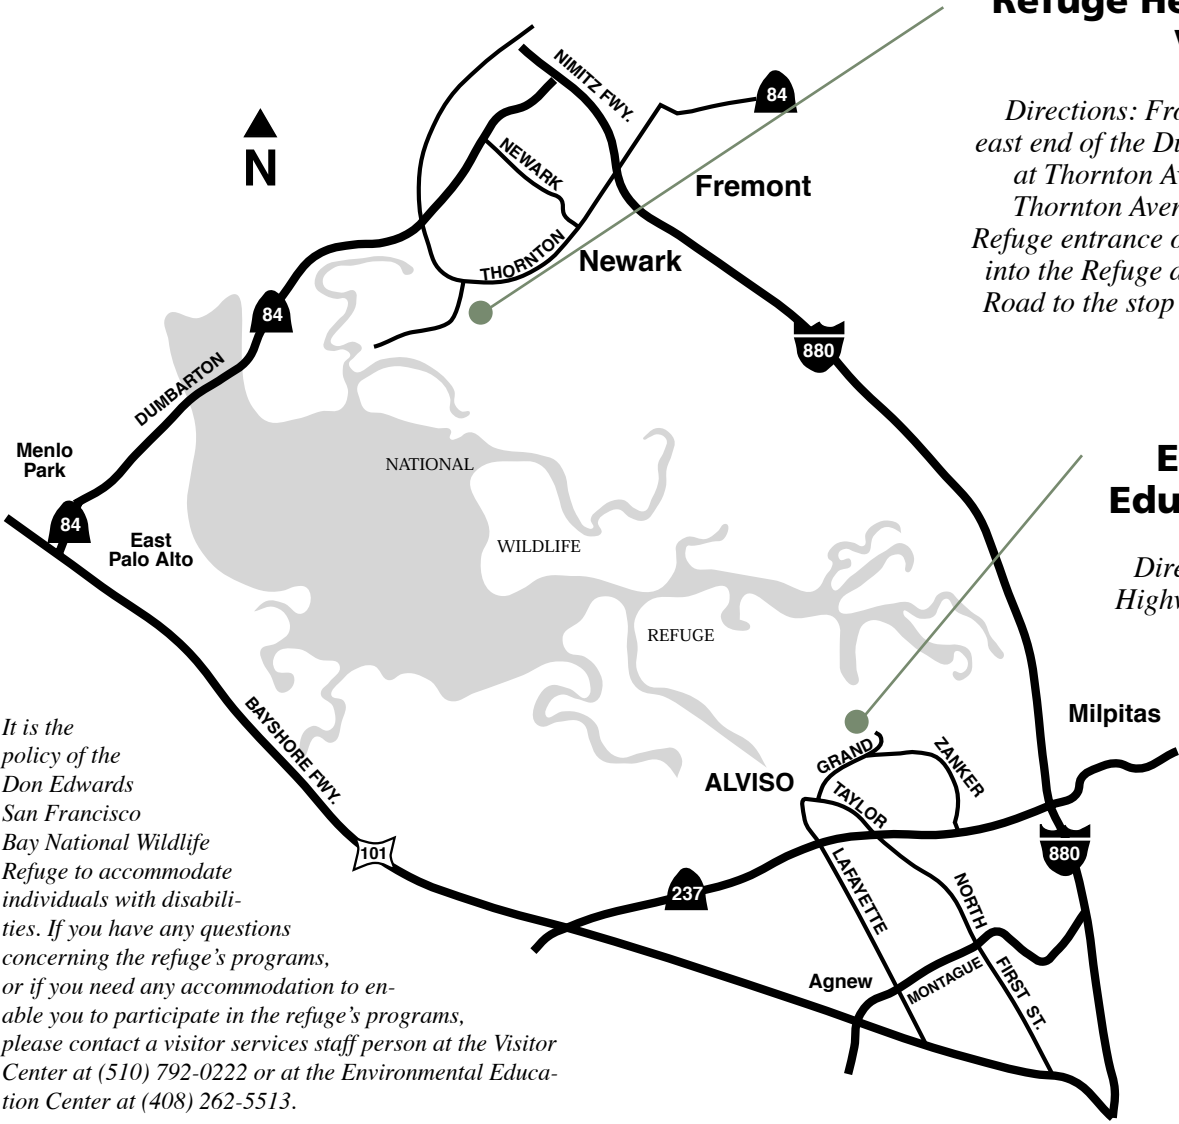 Refuge He
Directions: Fro
east end of the Du
at Thornton A
Thornton Aven
Refuge entrance o
into the Refuge a
Road to the stop
NIMITZ FWY.
84
N
NEWARK
Fremont
THORNTON
Newark
84
880
DUMBARTON
Menlo
Park
NATIONAL
84
East
Palo Alto
WILDLIFE
E
Edu
Dire
Highw
REFUGE
BAYSHORE FWY.
Milpitas
GRAND
ZANKER
ALVISO
TAYLOR
101
880
237
LAFAYETTE
NORTH
FIRST ST.
Agnew
MONTAGUE
It is the
policy of the
Don Edwards
San Francisco
Bay National Wildlife
Refuge to accommodate
individuals with disabili-
ties. If you have any questions
concerning the refuge's programs,
or if you need any accommodation to en-
able you to participate in the refuge's programs,
please contact a visitor services staff person at the Visitor
Center at (510) 792-0222 or at the Environmental Educa-
tion Center at (408) 262-5513.